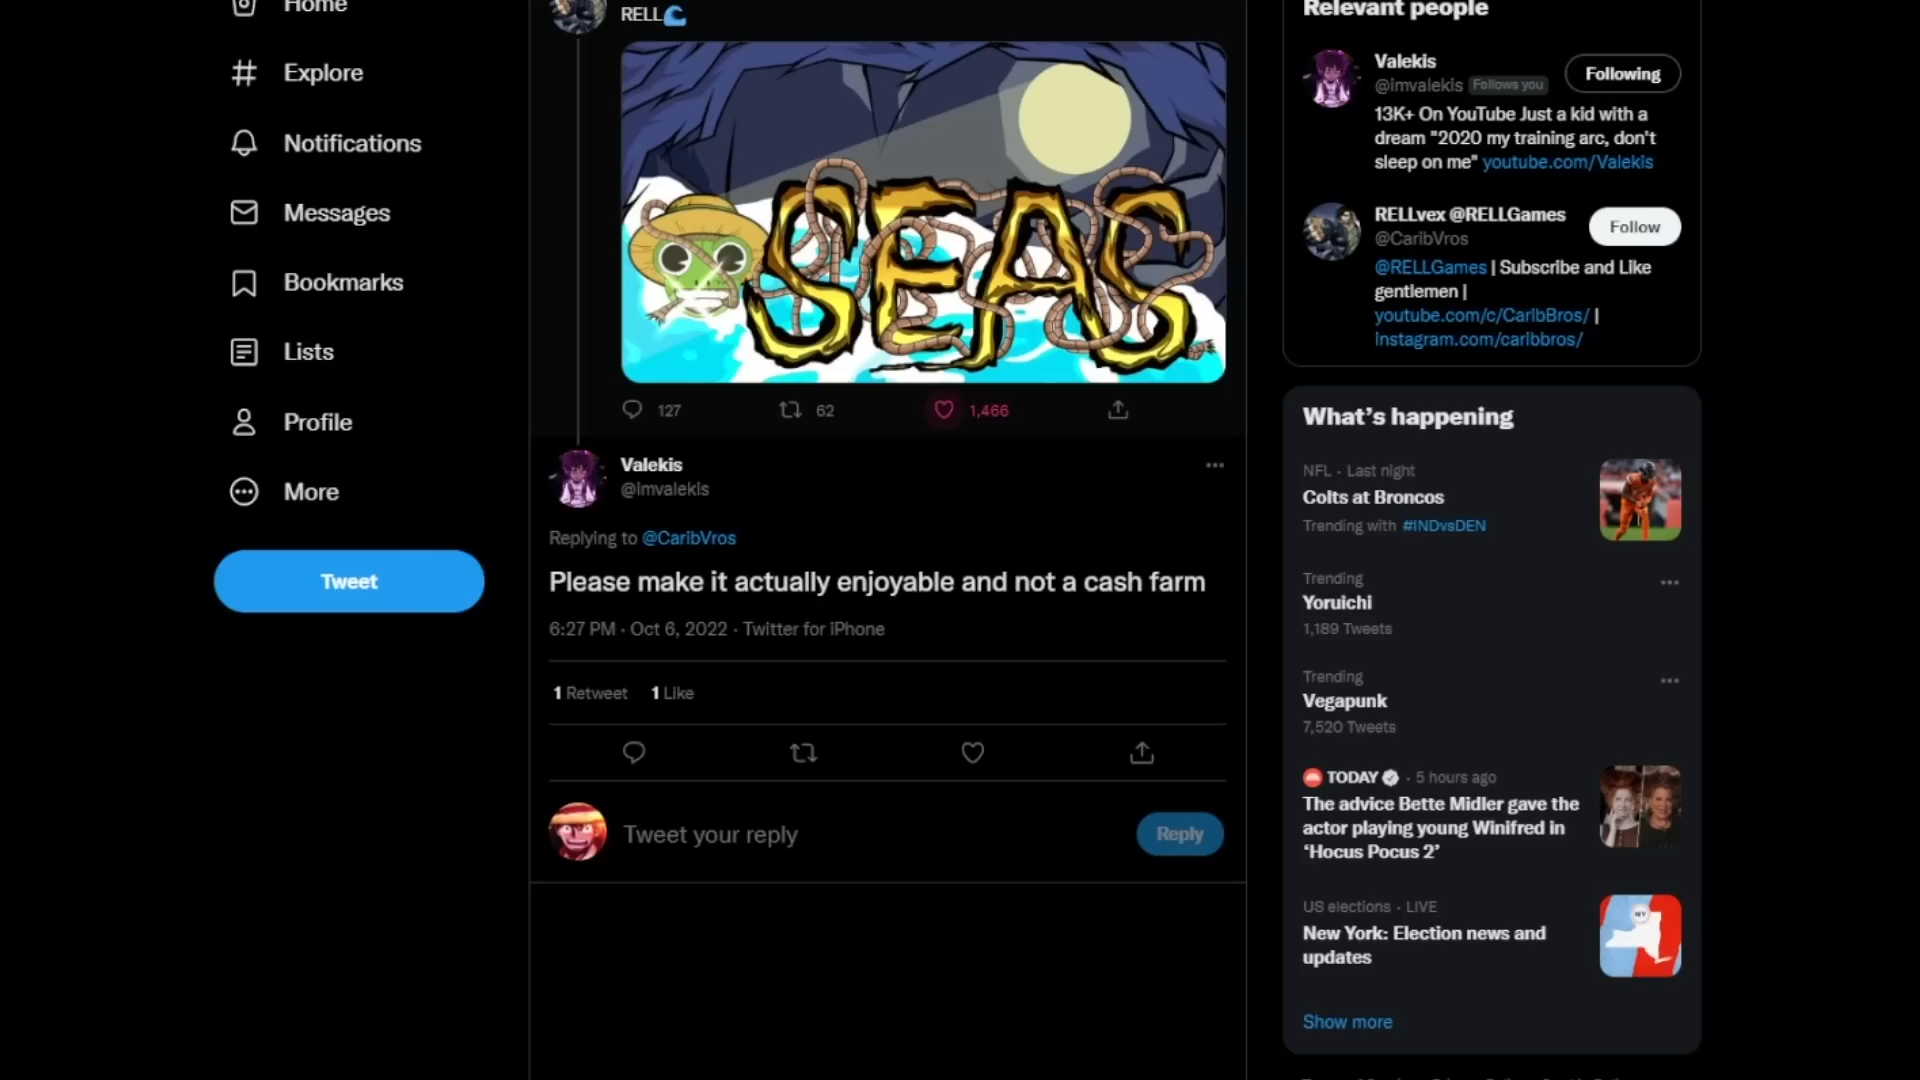 Home
Explore
Notifications
Messages
Bookmarks
Lists
Profile
More
Tweet
RELL🌊
SEAS
127
62
1,466
Valekis
@imvalekis
Replying to @CaribVros
Please make it actually enjoyable and not a cash farm
6:27 PM · Oct 6, 2022 · Twitter for iPhone
1 Retweet 1 Like
Tweet your reply
Reply
Relevant people
Valekis
@imvalekis Follows you
Following
13K+ On YouTube Just a kid with a
dream "2020 my training arc, don't
sleep on me" youtube.com/Valekis
RELLvex @RELLGames
@CaribVros
Follow
@RELLGames | Subscribe and Like
gentlemen |
youtube.com/c/CaribBros/ |
instagram.com/caribbros/
What's happening
NFL · Last night
Colts at Broncos
Trending with #INDvsDEN
Trending
Yoruichi
1,189 Tweets
Trending
Vegapunk
7,520 Tweets
TODAY · 5 hours ago
The advice Bette Midler gave the
actor playing young Winifred in
'Hocus Pocus 2'
US elections · LIVE
New York: Election news and
updates
Show more